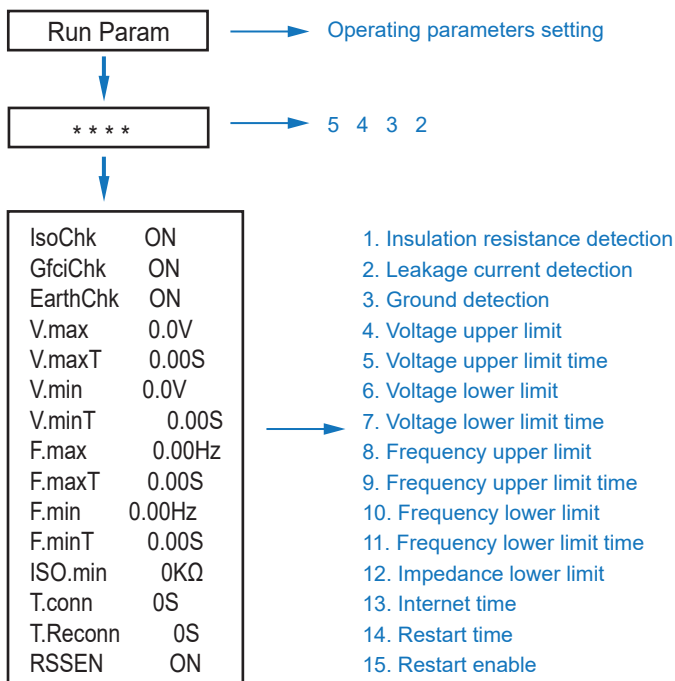 Run Param Operating parameters setting
* * * * 5 4 3 2
IsoChk ON 1. Insulation resistance detection
GfciChk ON 2. Leakage current detection
EarthChk ON 3. Ground detection
V.max 0.0V 4. Voltage upper limit
V.maxT 0.00S 5. Voltage upper limit time
V.min 0.0V 6. Voltage lower limit
V.minT 0.00S 7. Voltage lower limit time
F.max 0.00Hz 8. Frequency upper limit
F.maxT 0.00S 9. Frequency upper limit time
F.min 0.00Hz 10. Frequency lower limit
F.minT 0.00S 11. Frequency lower limit time
ISO.min 0KΩ 12. Impedance lower limit
T.conn 0S 13. Internet time
T.Reconn 0S 14. Restart time
RSSEN ON 15. Restart enable